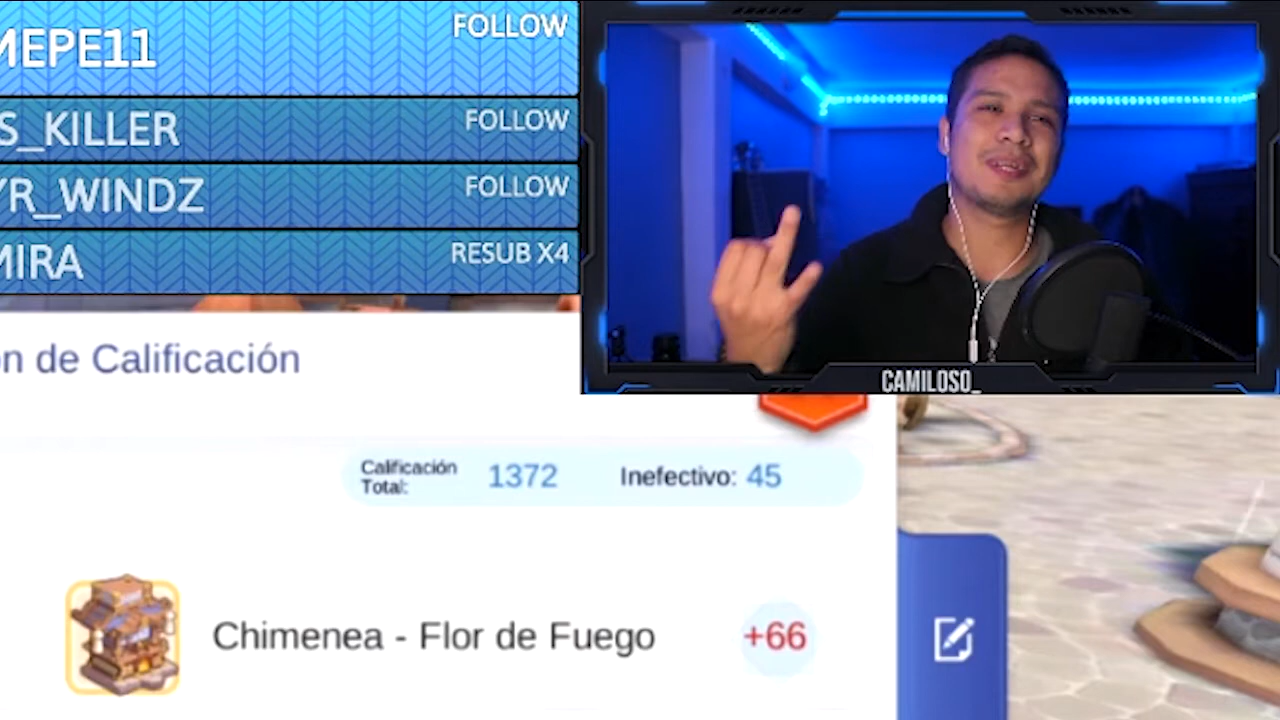 MEPE11 FOLLOW
S_KILLER FOLLOW
YR_WINDZ FOLLOW
MIRA RESUB X4
CAMILOSO_
ón de Calificación
Calificación
Total: 1372 Inefectivo: 45
Chimenea - Flor de Fuego +66